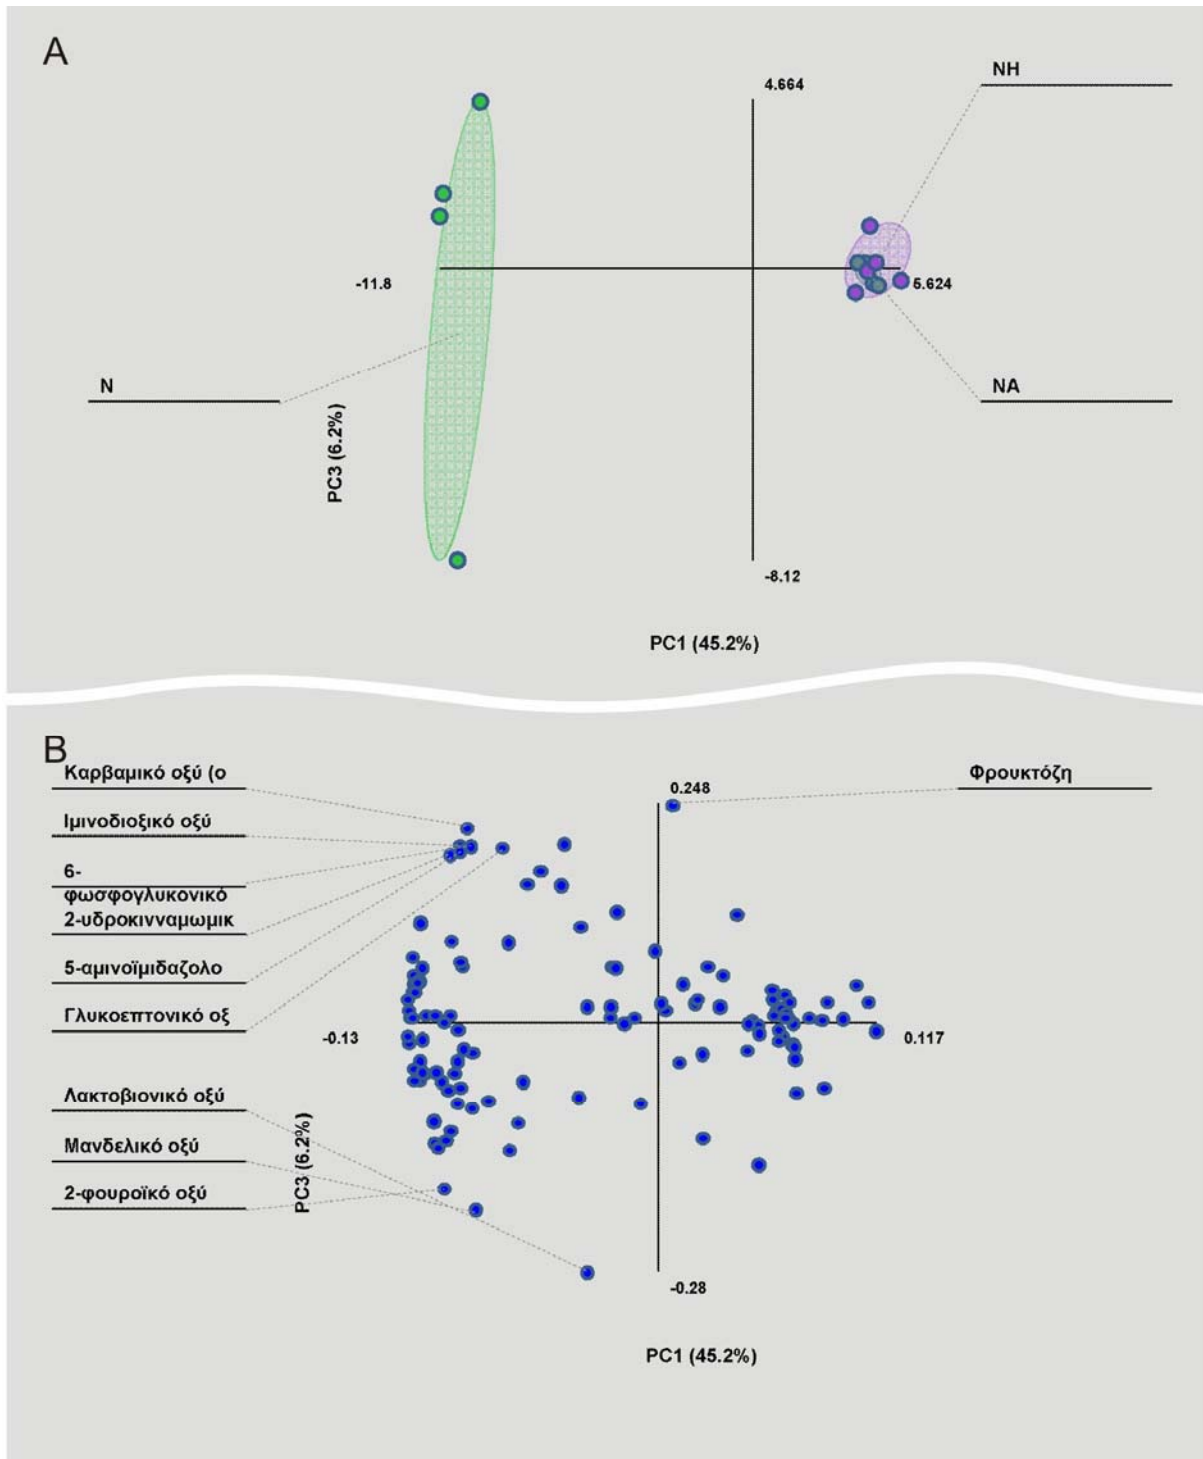 A
4.664
NH
-11.8
5.624
N
NA
PC3 (6.2%)
-8.12
PC1 (45.2%)
B
Καρβαμικό οξύ (ο
0.248
Φρουκτόζη
Ιμινοδιοξικό οξύ
6-
φωσφογλυκονικό
2-υδροκινναμωμικ
5-αμινοϊμιδαζολο
Γλυκοεπτονικό οξ
-0.13
0.117
Λακτοβιονικό οξύ
Μανδελικό οξύ
2-φουροϊκό οξύ
PC3 (6.2%)
-0.28
PC1 (45.2%)